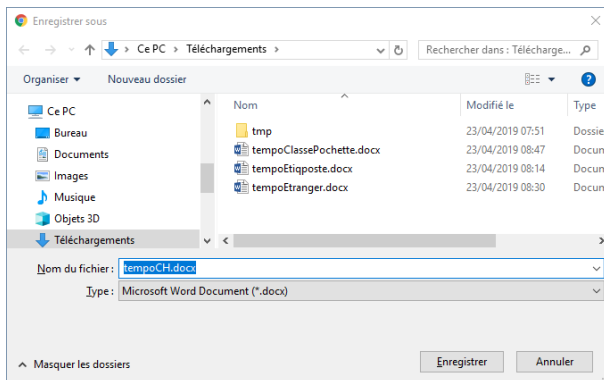 Enregistrer sous
Ce PC > Téléchargements >
Rechercher dans : Télécharge...
Organiser Nouveau dossier
Ce PC
Bureau
Documents
Images
Musique
Objets 3D
Téléchargements
Nom Modifié le Type
tmp 23/04/2019 07:51 Dossie
tempoClassePochette.docx 23/04/2019 08:47 Docun
tempoEtiqposte.docx 23/04/2019 08:14 Docun
tempoEtranger.docx 23/04/2019 08:30 Docun
Nom du fichier : tempoCH.docx
Type : Microsoft Word Document (*.docx)
Masquer les dossiers
Enregistrer Annuler